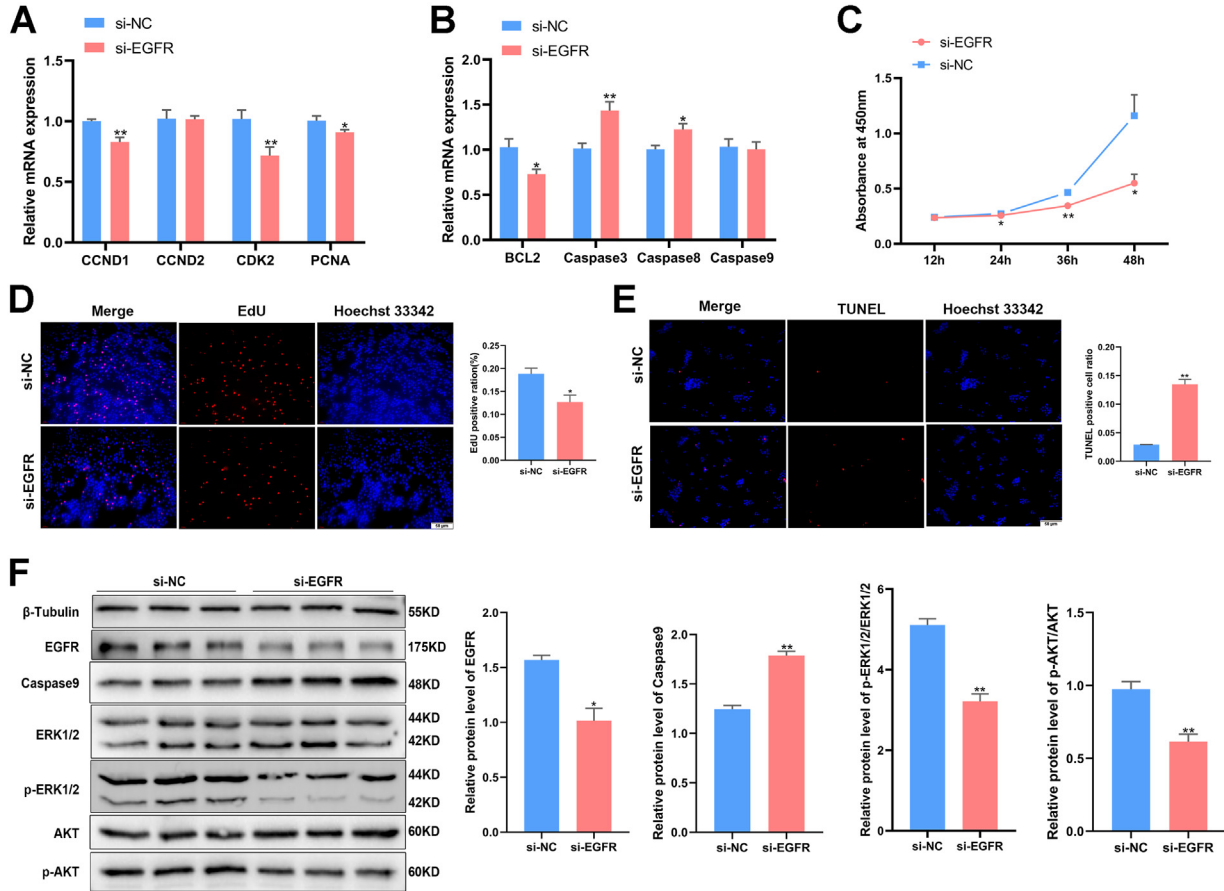 A
si-NC
si-EGFR
Relative mRNA expression
1.5
1.0
0.5
0.0
**
**
*
CCND1 CCND2 CDK2 PCNA
B
si-NC
si-EGFR
Relative mRNA expression
2.0
1.5
1.0
0.5
0.0
*
**
*
BCL2 Caspase3 Caspase8 Caspase9
C
si-EGFR
si-NC
Absorbance at 450nm
1.5
1.0
0.5
0.0
*
**
*
12h 24h 36h 48h
D
Merge EdU Hoechst 33342
si-NC
si-EGFR
50 μm
EdU positive ration(%)
0.25
0.20
0.15
0.10
0.05
0.00
*
si-NC si-EGFR
E
Merge TUNEL Hoechst 33342
si-NC
si-EGFR
50 μm
TUNEL positive cell ratio
0.20
0.15
0.10
0.05
0.00
**
si-NC si-EGFR
F
si-NC si-EGFR
β-Tubulin 55KD
EGFR 175KD
Caspase9 48KD
ERK1/2 44KD
42KD
p-ERK1/2 44KD
42KD
AKT 60KD
p-AKT 60KD
Relative protein level of EGFR
2.0
1.5
1.0
0.5
0.0
*
si-NC si-EGFR
Relative protein level of Caspase9
2.0
1.5
1.0
0.5
0.0
**
si-NC si-EGFR
Relative protein level of p-ERK1/2/ERK1/2
6
4
2
0
**
si-NC si-EGFR
Relative protein level of p-AKT/AKT
1.5
1.0
0.5
0.0
**
si-NC si-EGFR